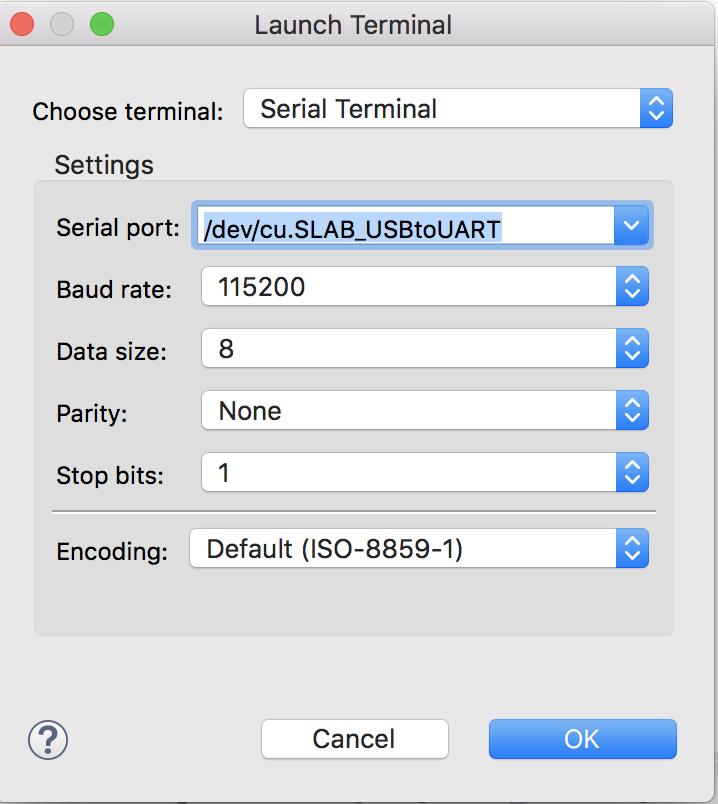 Launch Terminal
Choose terminal: Serial Terminal
Settings
Serial port: /dev/cu.SLAB_USBtoUART
Baud rate: 115200
Data size: 8
Parity: None
Stop bits: 1
Encoding: Default (ISO-8859-1)
? Cancel OK